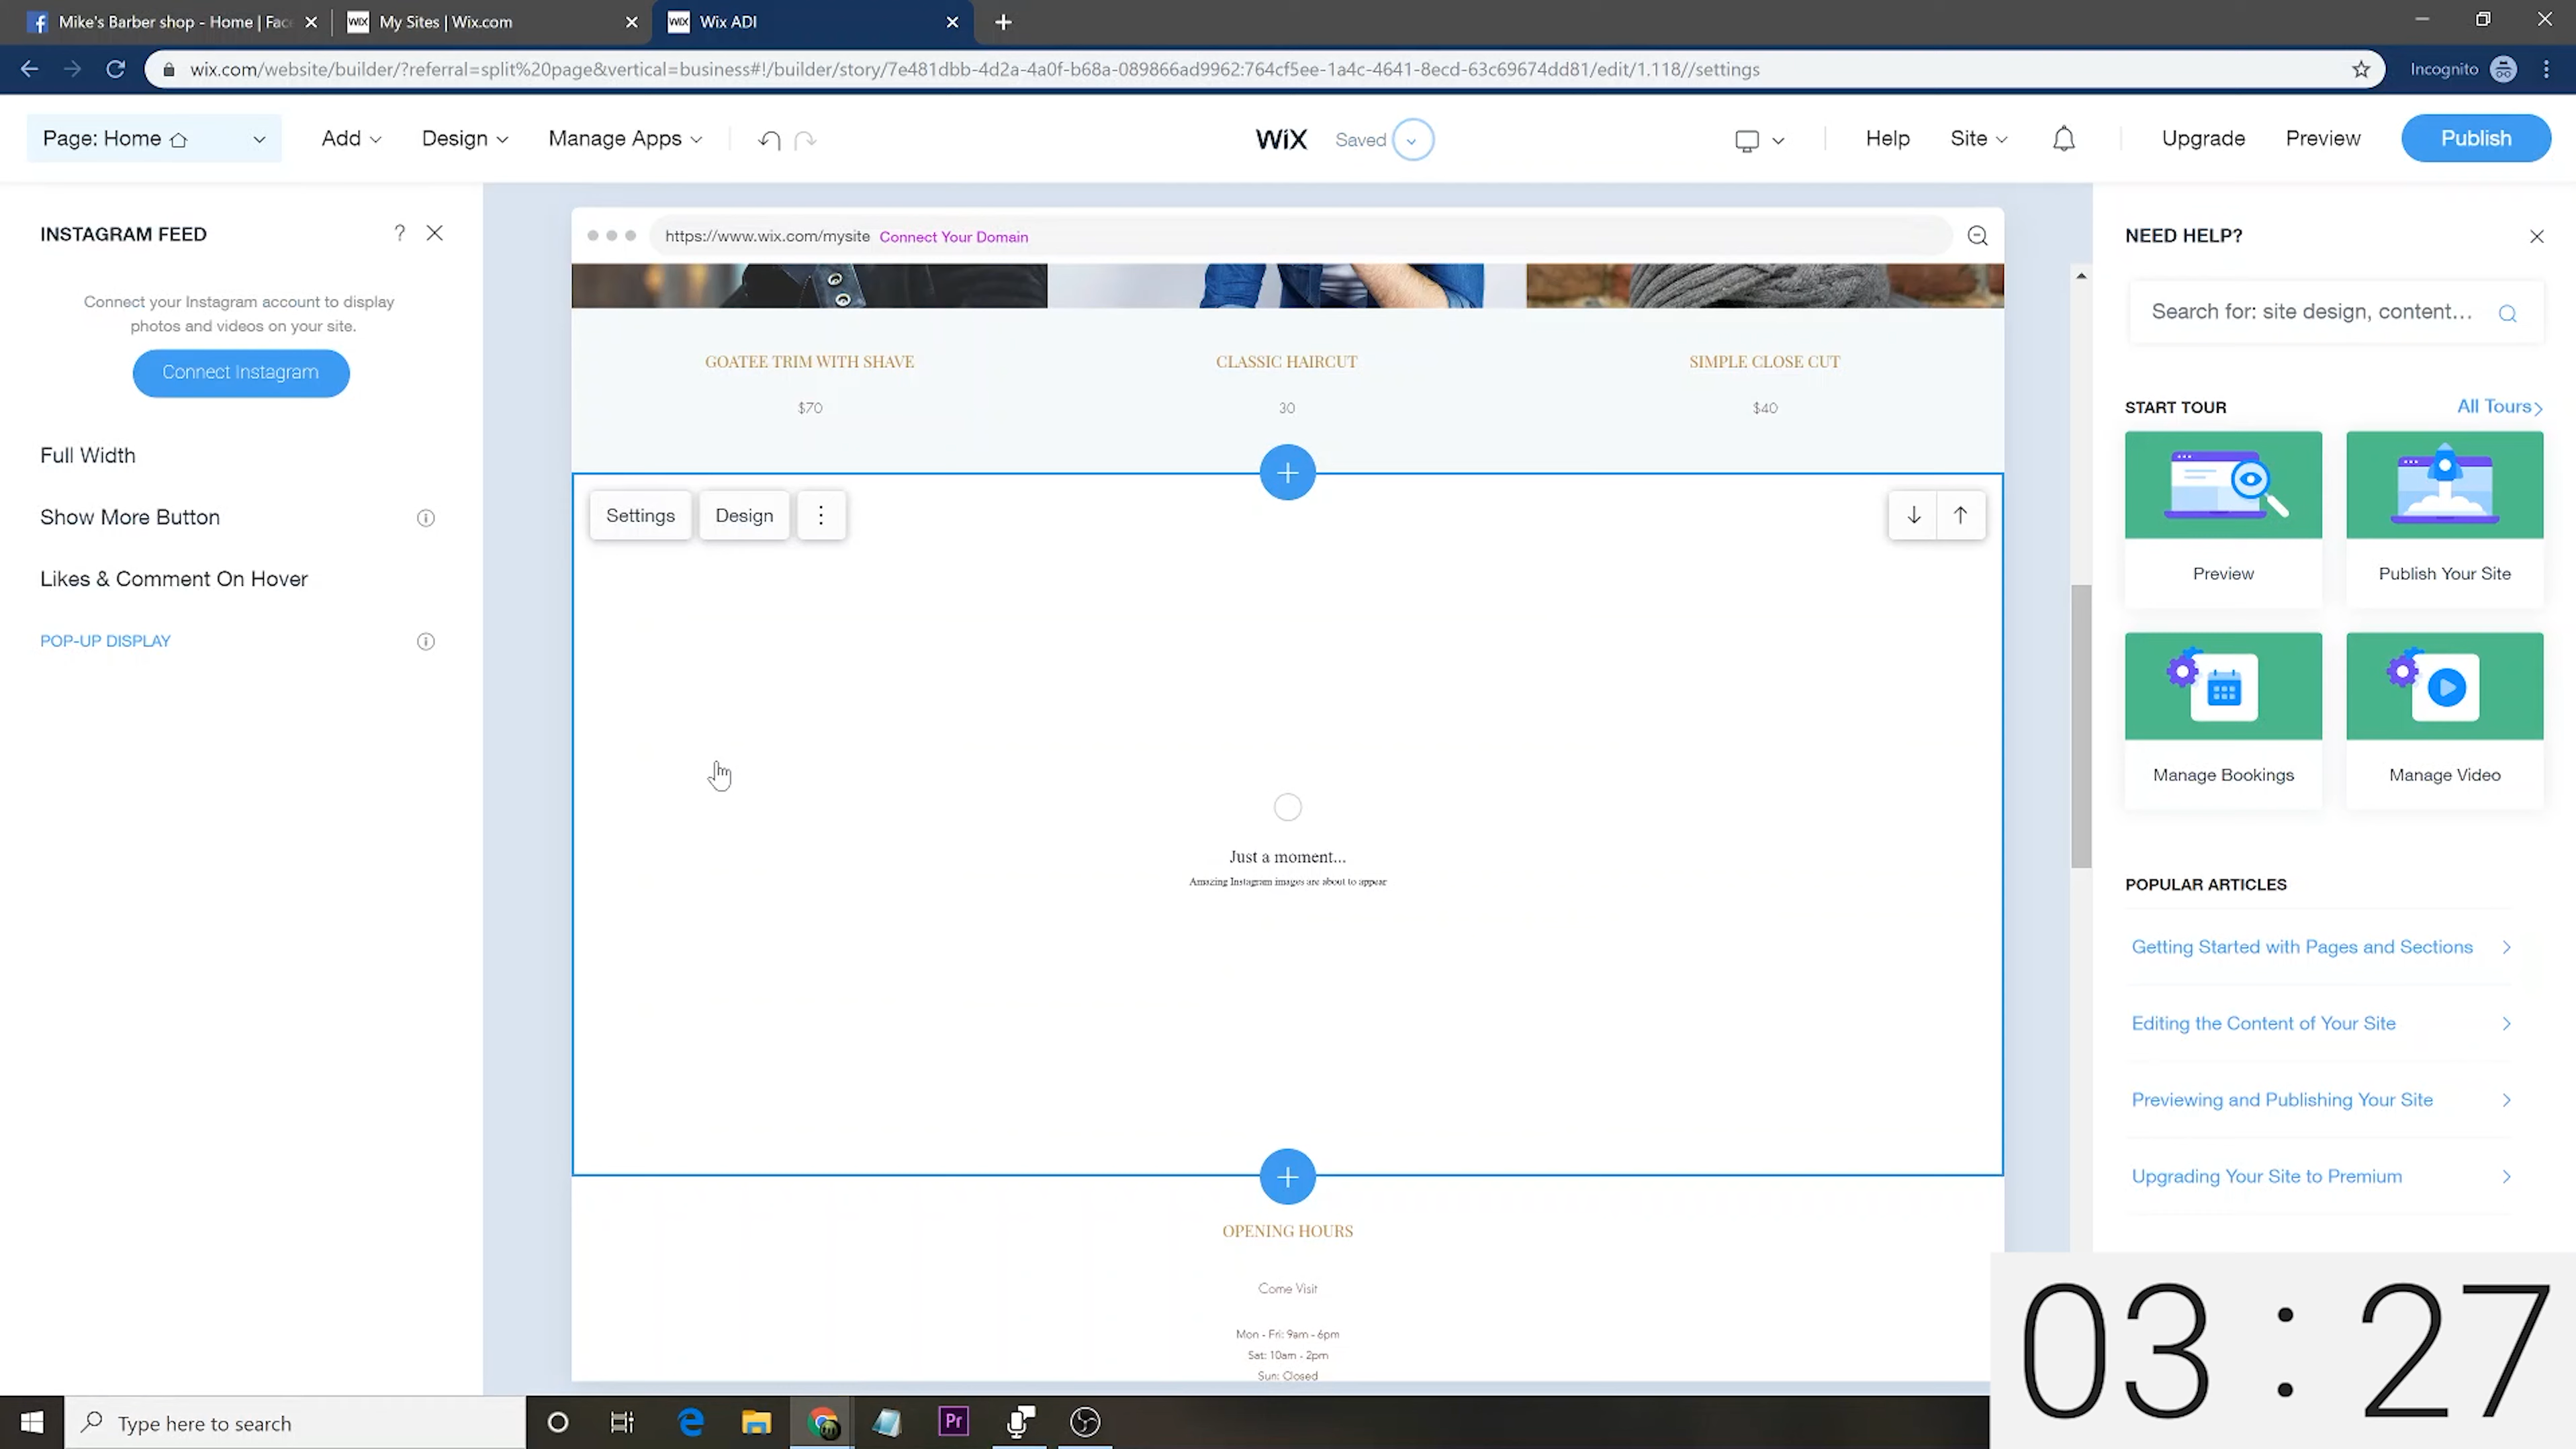 Mike's Barber shop - Home | Fac
My Sites | Wix.com
Wix ADI
wix.com/website/builder/?referral=split%20page&vertical=business#!/builder/story/7e481dbb-4d2a-4a0f-b68a-089866ad9962:764cf5ee-1a4c-4641-8ecd-63c69674dd81/edit/1.118//settings
Incognito
Page: Home
Add
Design
Manage Apps
WiX
Saved
Help
Site
Upgrade
Preview
Publish
INSTAGRAM FEED
?
Connect your Instagram account to display
photos and videos on your site.
Connect Instagram
Full Width
Show More Button
Likes & Comment On Hover
POP-UP DISPLAY
https://www.wix.com/mysite Connect Your Domain
GOATEE TRIM WITH SHAVE
$70
CLASSIC HAIRCUT
30
SIMPLE CLOSE CUT
$40
Settings
Design
Just a moment...
Amazing Instagram images are about to appear
OPENING HOURS
Come Visit
Mon - Fri: 9am - 6pm
Sat: 10am - 2pm
Sun: Closed
NEED HELP?
Search for: site design, content...
START TOUR
All Tours
Preview
Publish Your Site
Manage Bookings
Manage Video
POPULAR ARTICLES
Getting Started with Pages and Sections
Editing the Content of Your Site
Previewing and Publishing Your Site
Upgrading Your Site to Premium
03 : 27
Type here to search
Pr